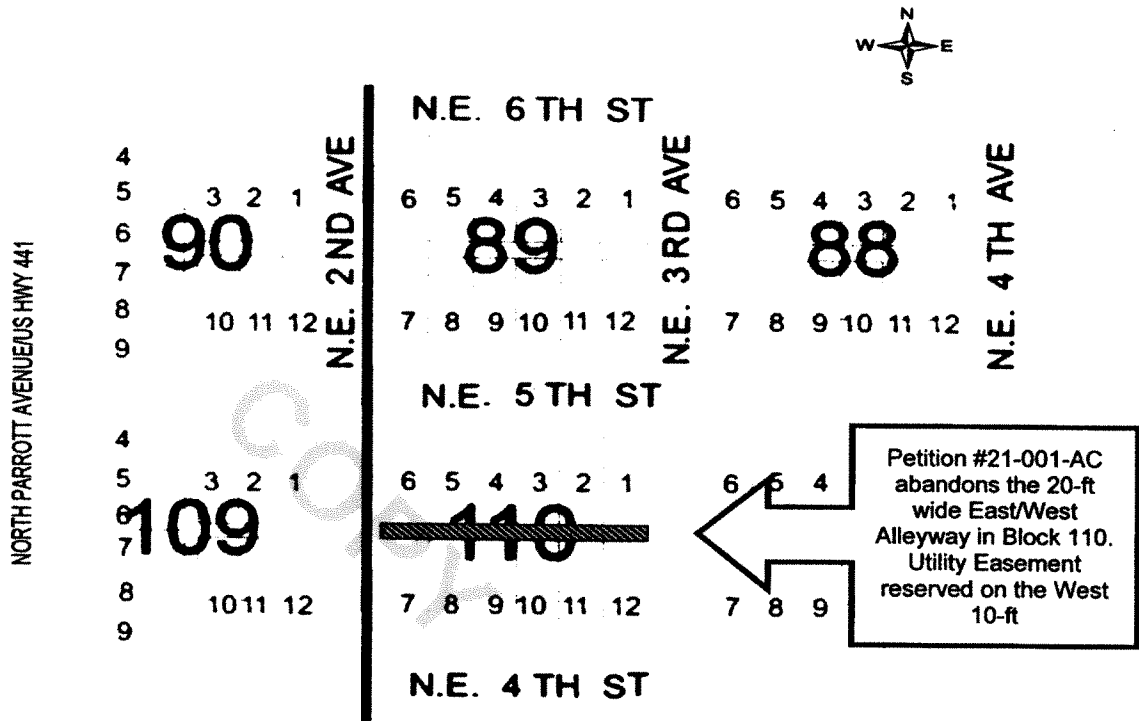 N
W E
S
N.E. 6 TH ST
NORTH PARROTT AVENUE/US HWY 441
N.E. 2 ND AVE
N.E. 3 RD AVE
N.E. 4 TH AVE
4
5
6
7
8
9
3 2 1
90
10 11 12
6 5 4 3 2 1
89
7 8 9 10 11 12
6 5 4 3 2 1
88
7 8 9 10 11 12
N.E. 5 TH ST
4
5
6
7
8
9
3 2 1
109
10 11 12
6 5 4 3 2 1
110
7 8 9 10 11 12
6 5 4
7 8 9
Petition #21-001-AC
abandons the 20-ft
wide East/West
Alleyway in Block 110.
Utility Easement
reserved on the West
10-ft
COPY
N.E. 4 TH ST